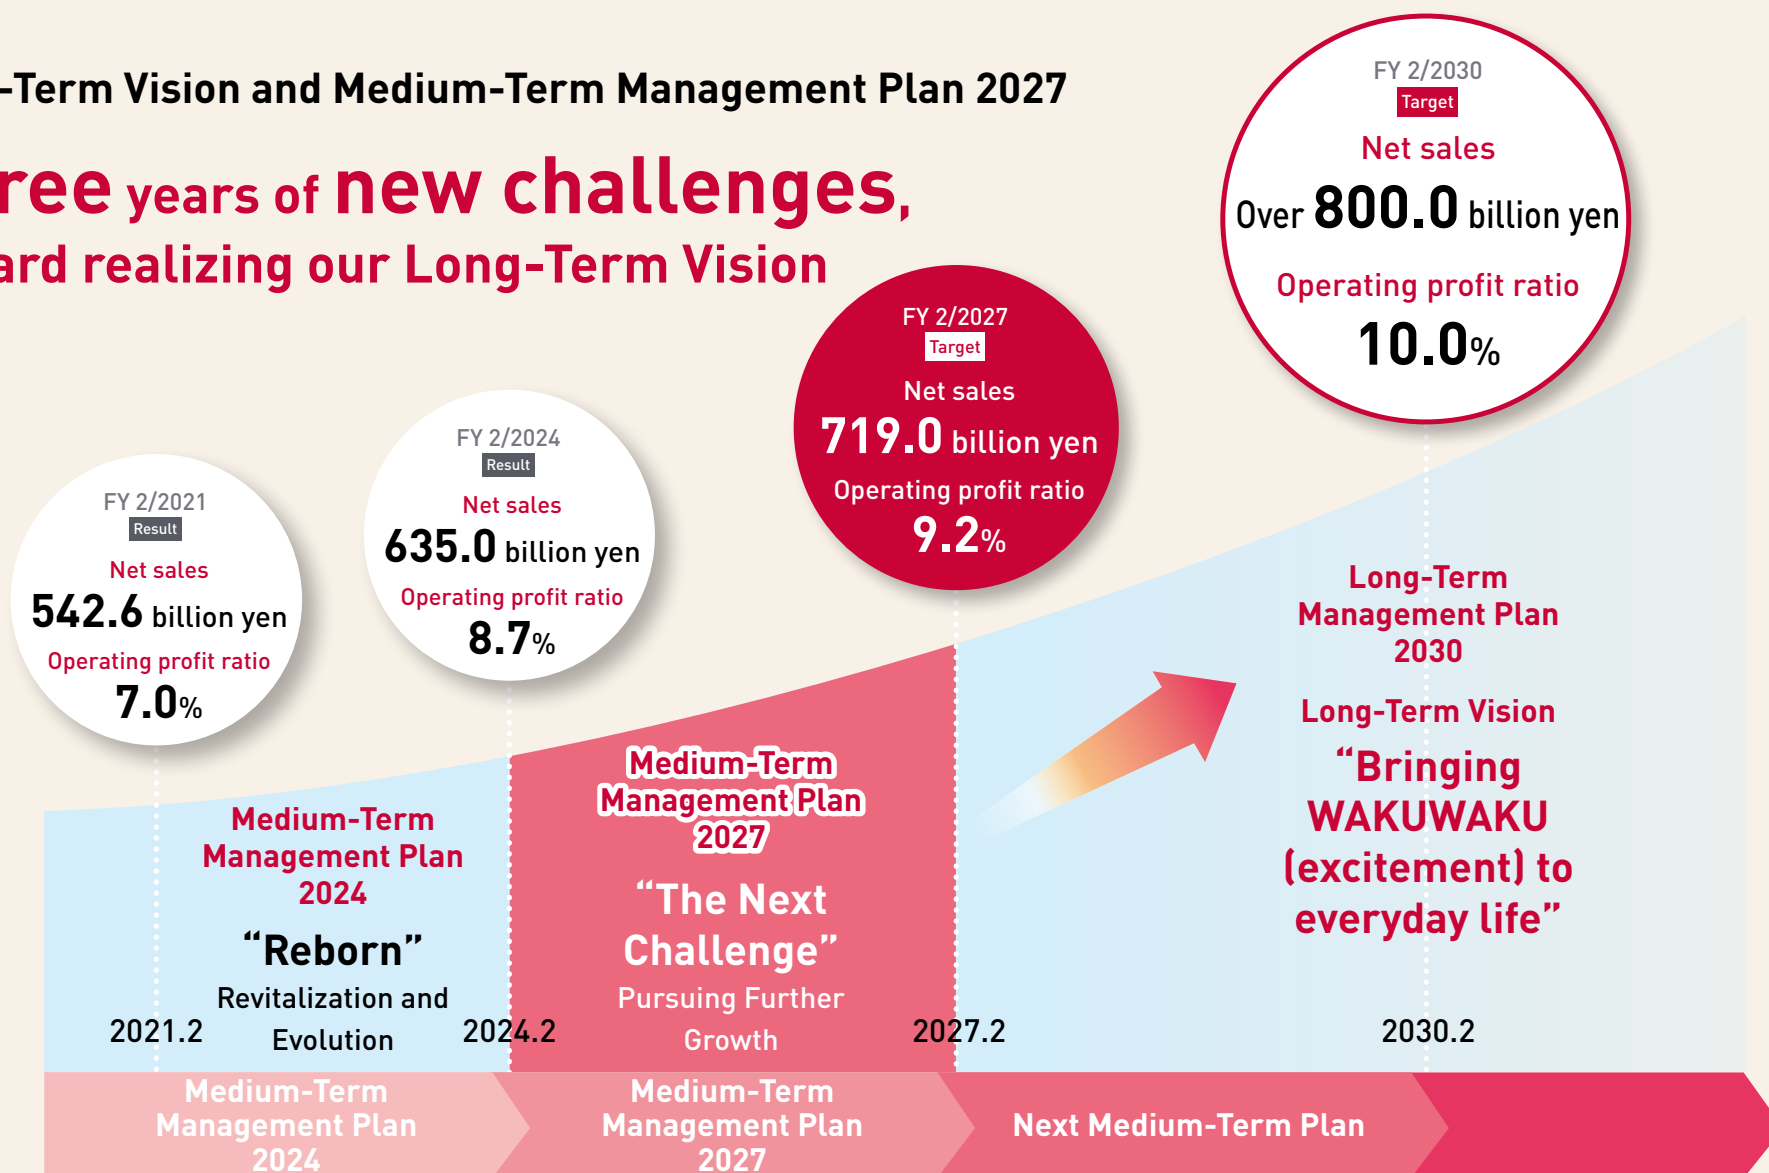 -Term Vision and Medium-Term Management Plan 2027
ree years of new challenges,
ard realizing our Long-Term Vision
FY 2/2021
Result
Net sales
542.6 billion yen
Operating profit ratio
7.0%
FY 2/2024
Result
Net sales
635.0 billion yen
Operating profit ratio
8.7%
FY 2/2027
Target
Net sales
719.0 billion yen
Operating profit ratio
9.2%
FY 2/2030
Target
Net sales
Over 800.0 billion yen
Operating profit ratio
10.0%
Medium-Term
Management Plan
2024
“Reborn”
Revitalization and
Evolution
Medium-Term
Management Plan
2027
“The Next
Challenge”
Pursuing Further
Growth
Long-Term
Management Plan
2030
Long-Term Vision
“Bringing
WAKUWAKU
(excitement) to
everyday life”
2021.2
2024.2
2027.2
2030.2
Medium-Term
Management Plan
2024
Medium-Term
Management Plan
2027
Next Medium-Term Plan